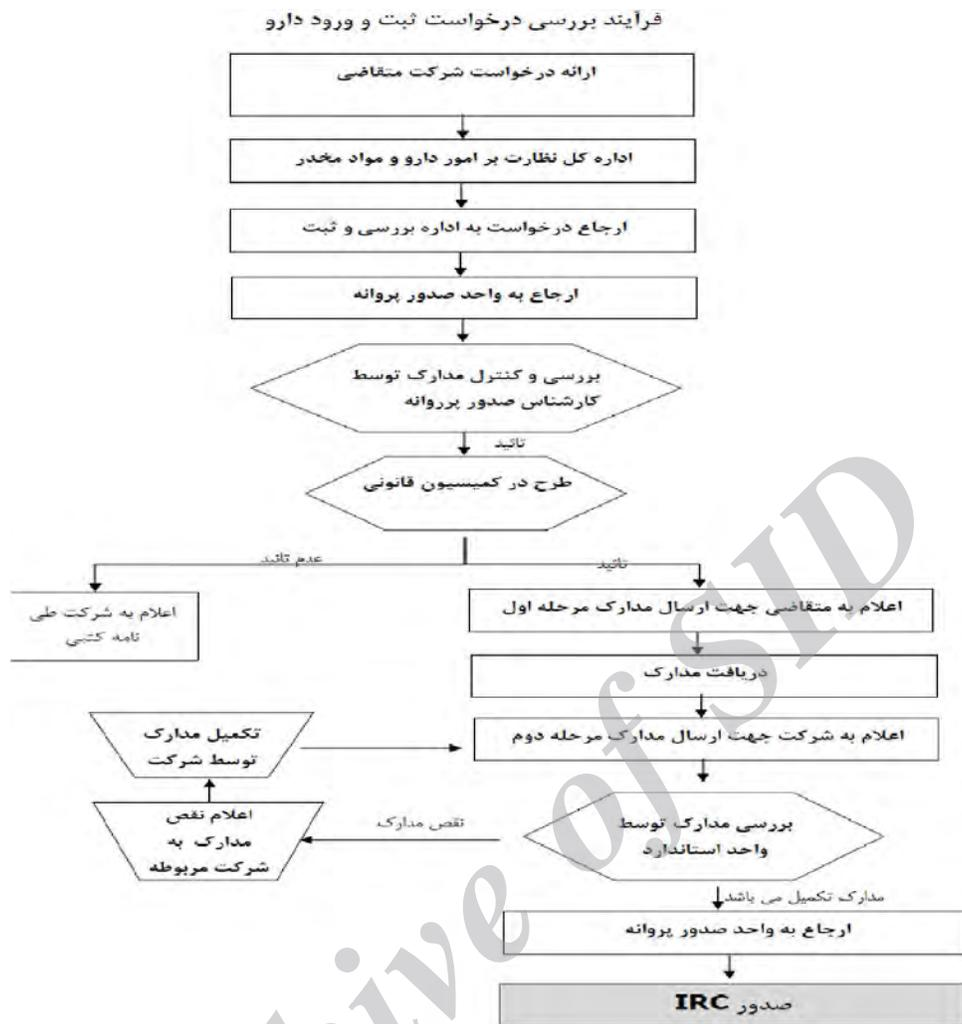 فرآیند بررسی درخواست ثبت و ورود دارو
ارائه درخواست شرکت متقاضی
اداره کل نظارت بر امور دارو و مواد مخدر
ارجاع درخواست به اداره بررسی و ثبت
ارجاع به واحد صدور پروانه
بررسی و کنترل مدارک توسط
کارشناس صدور پرروانه
تائید
طرح در کمیسیون قانونی
تائید
عدم تائید
اعلام به متقاضی جهت ارسال مدارک مرحله اول
اعلام به شرکت طی
نامه کتبی
دریافت مدارک
اعلام به شرکت جهت ارسال مدارک مرحله دوم
تکمیل مدارک
توسط شرکت
بررسی مدارک توسط
واحد استاندارد
نقص مدارک
اعلام نقص
مدارک به
شرکت مربوطه
مدارک تکمیل می باشد
ارجاع به واحد صدور پروانه
صدور IRC
hive of SID